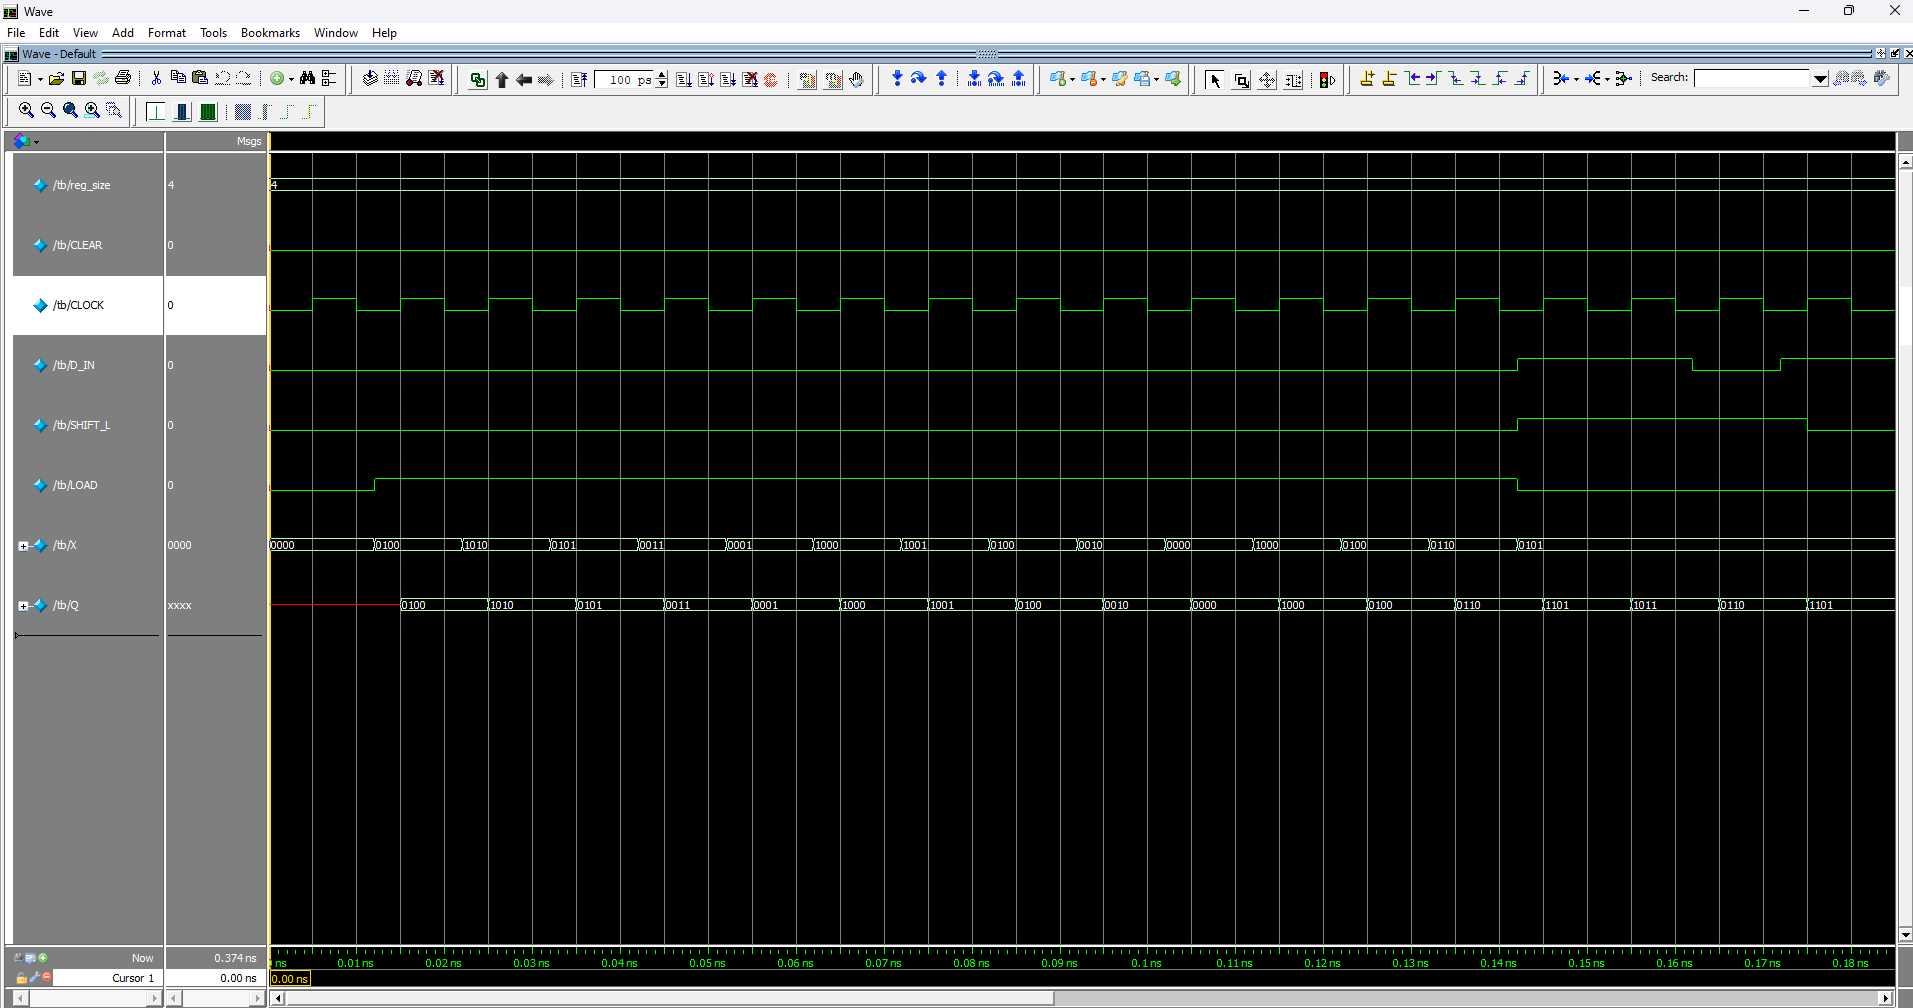 Wave
File Edit View Add Format Tools Bookmarks Window Help
Wave - Default
100 ps
Search:
Msgs
/tb/reg_size 4 4
/tb/CLEAR 0
/tb/CLOCK 0
/tb/D_IN 0
/tb/SHIFT_L 0
/tb/LOAD 0
/tb/X 0000 0000 0100 1010 0101 0011 0001 1000 1001 0100 0010 0000 1000 0100 0110 0101
/tb/Q xxxx 0100 1010 0101 0011 0001 1000 1001 0100 0010 0000 1000 0100 0110 1101 1011 0110 1101
Now 0.374 ns ns 0.01 ns 0.02 ns 0.03 ns 0.04 ns 0.05 ns 0.06 ns 0.07 ns 0.08 ns 0.09 ns 0.1 ns 0.11 ns 0.12 ns 0.13 ns 0.14 ns 0.15 ns 0.16 ns 0.17 ns 0.18 ns
Cursor 1 0.00 ns 0.00 ns